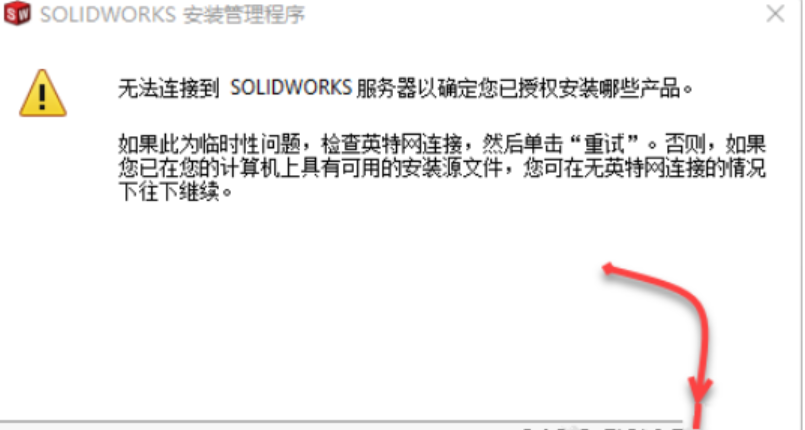 SW SOLIDWORKS 安装管理程序
无法连接到 SOLIDWORKS 服务器以确定您已授权安装哪些产品。
如果此为临时性问题，检查英特网连接，然后单击“重试”。否则，如果
您已在您的计算机上具有可用的安装源文件，您可在无英特网连接的情况
下往下继续。